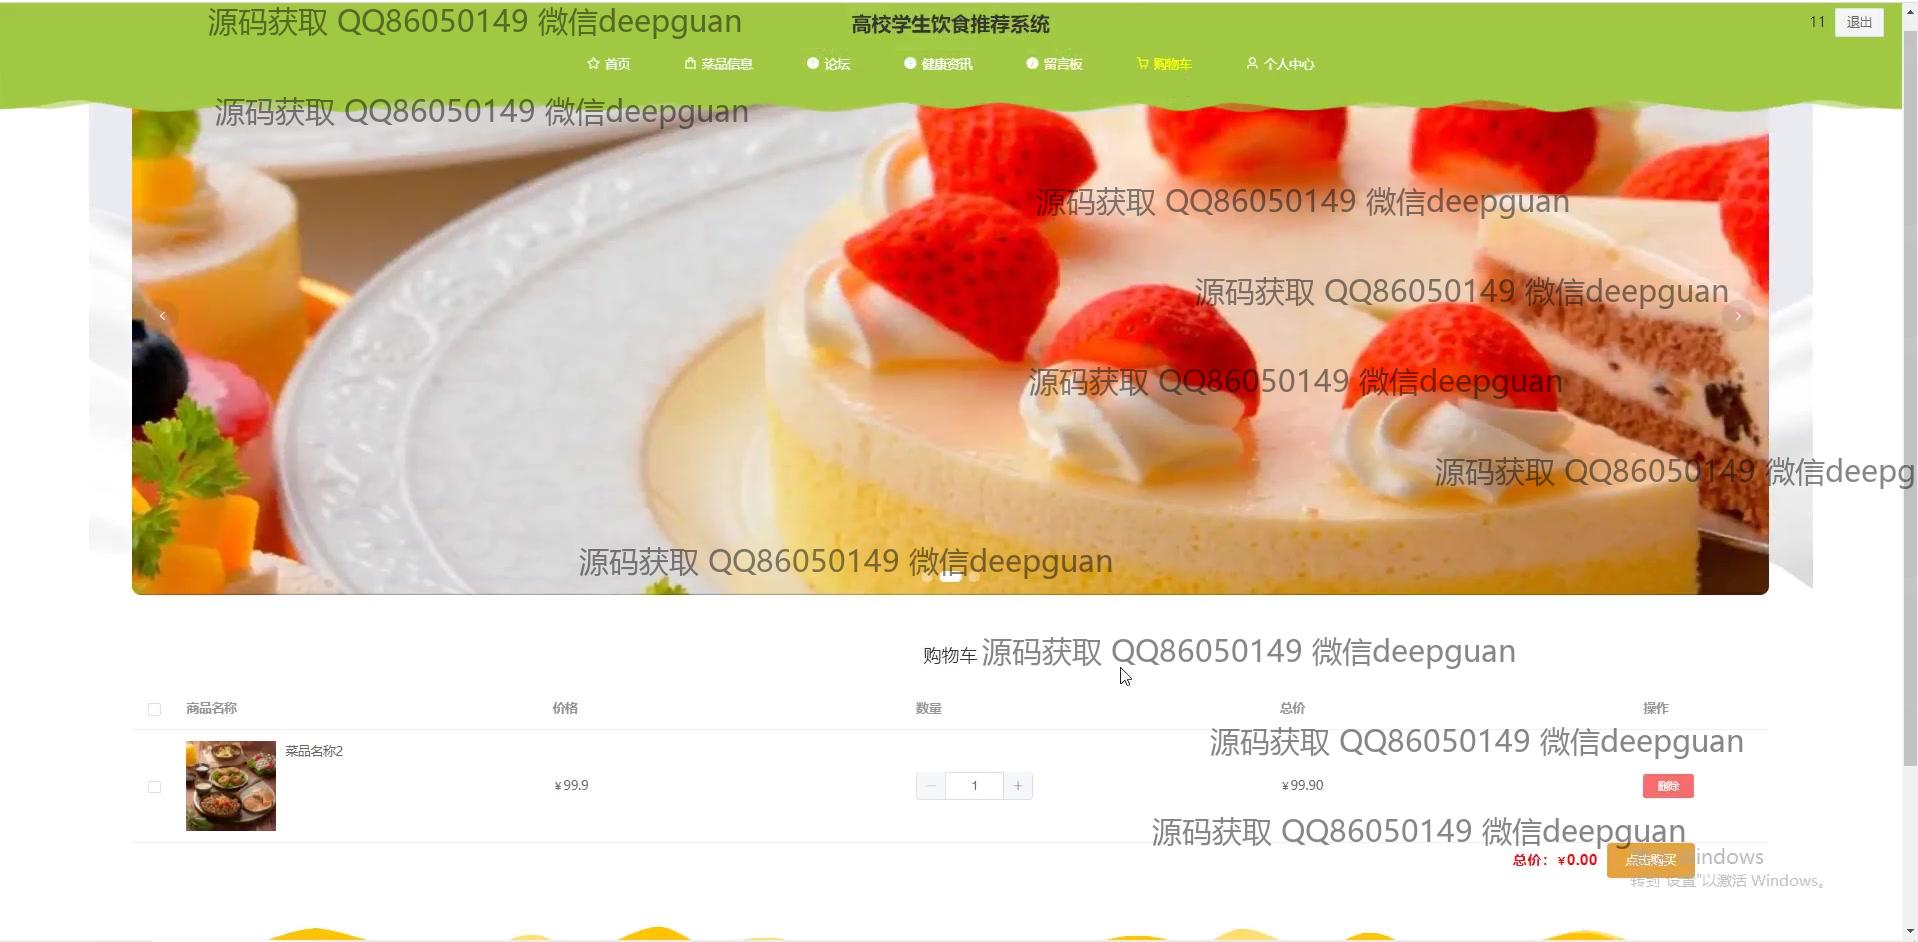 源码获取 QQ86050149 微信deepguan
高校学生饮食推荐系统
11
退出
首页
菜品信息
论坛
健康资讯
留言板
购物车
个人中心
源码获取 QQ86050149 微信deepguan
源码获取 QQ86050149 微信deepguan
源码获取 QQ86050149 微信deepguan
源码获取 QQ86050149 微信deepguan
源码获取 QQ86050149 微信deepg
源码获取 QQ86050149 微信deepguan
购物车
源码获取 QQ86050149 微信deepguan
商品名称
价格
数量
总价
操作
源码获取 QQ86050149 微信deepguan
菜品名称2
¥99.9
1
¥99.90
删除
源码获取 QQ86050149 微信deepguan
总价：¥0.00
点击购买
Windows
转到"设置"以激活 Windows。